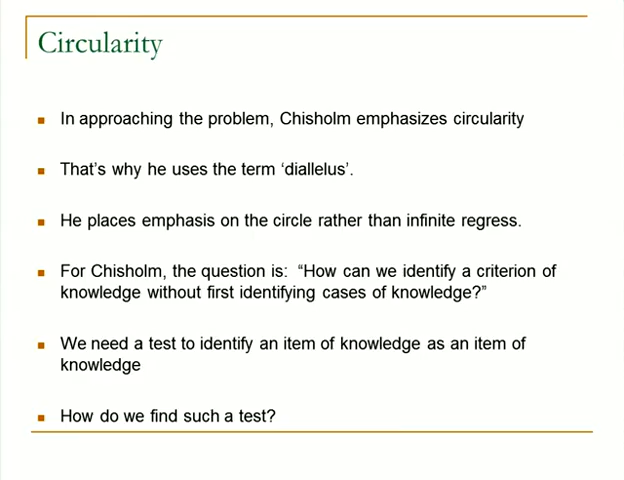 Circularity
In approaching the problem, Chisholm emphasizes circularity
That's why he uses the term 'diallelus'.
He places emphasis on the circle rather than infinite regress.
For Chisholm, the question is: "How can we identify a criterion of
knowledge without first identifying cases of knowledge?"
We need a test to identify an item of knowledge as an item of
knowledge
How do we find such a test?